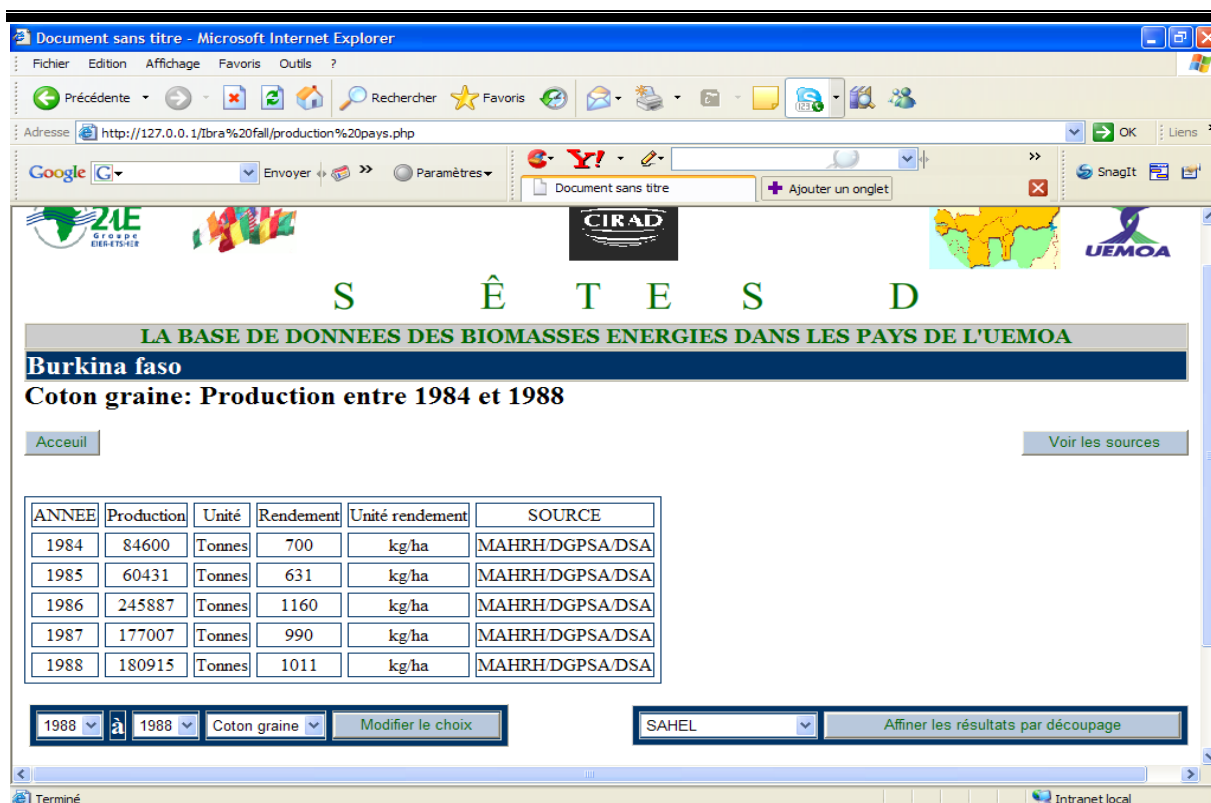 Document sans titre - Microsoft Internet Explorer
Fichier Edition Affichage Favoris Outils ?
Précédente Rechercher Favoris
Adresse http://127.0.0.1/Ibra%20fall/production%20pays.php OK Liens
Google G Envoyer » Paramètres Y! » SnagIt
Document sans titre Ajouter un onglet
2iE
Groupe
EIER-ETSHER
CIRAD
UEMOA
S Ê T E S D
LA BASE DE DONNEES DES BIOMASSES ENERGIES DANS LES PAYS DE L'UEMOA
Burkina faso
Coton graine: Production entre 1984 et 1988
Acceuil Voir les sources
ANNEE Production Unité Rendement Unité rendement SOURCE
1984 84600 Tonnes 700 kg/ha MAHRH/DGPSA/DSA
1985 60431 Tonnes 631 kg/ha MAHRH/DGPSA/DSA
1986 245887 Tonnes 1160 kg/ha MAHRH/DGPSA/DSA
1987 177007 Tonnes 990 kg/ha MAHRH/DGPSA/DSA
1988 180915 Tonnes 1011 kg/ha MAHRH/DGPSA/DSA
1988 à 1988 Coton graine Modifier le choix SAHEL Affiner les résultats par découpage
Terminé Intranet local